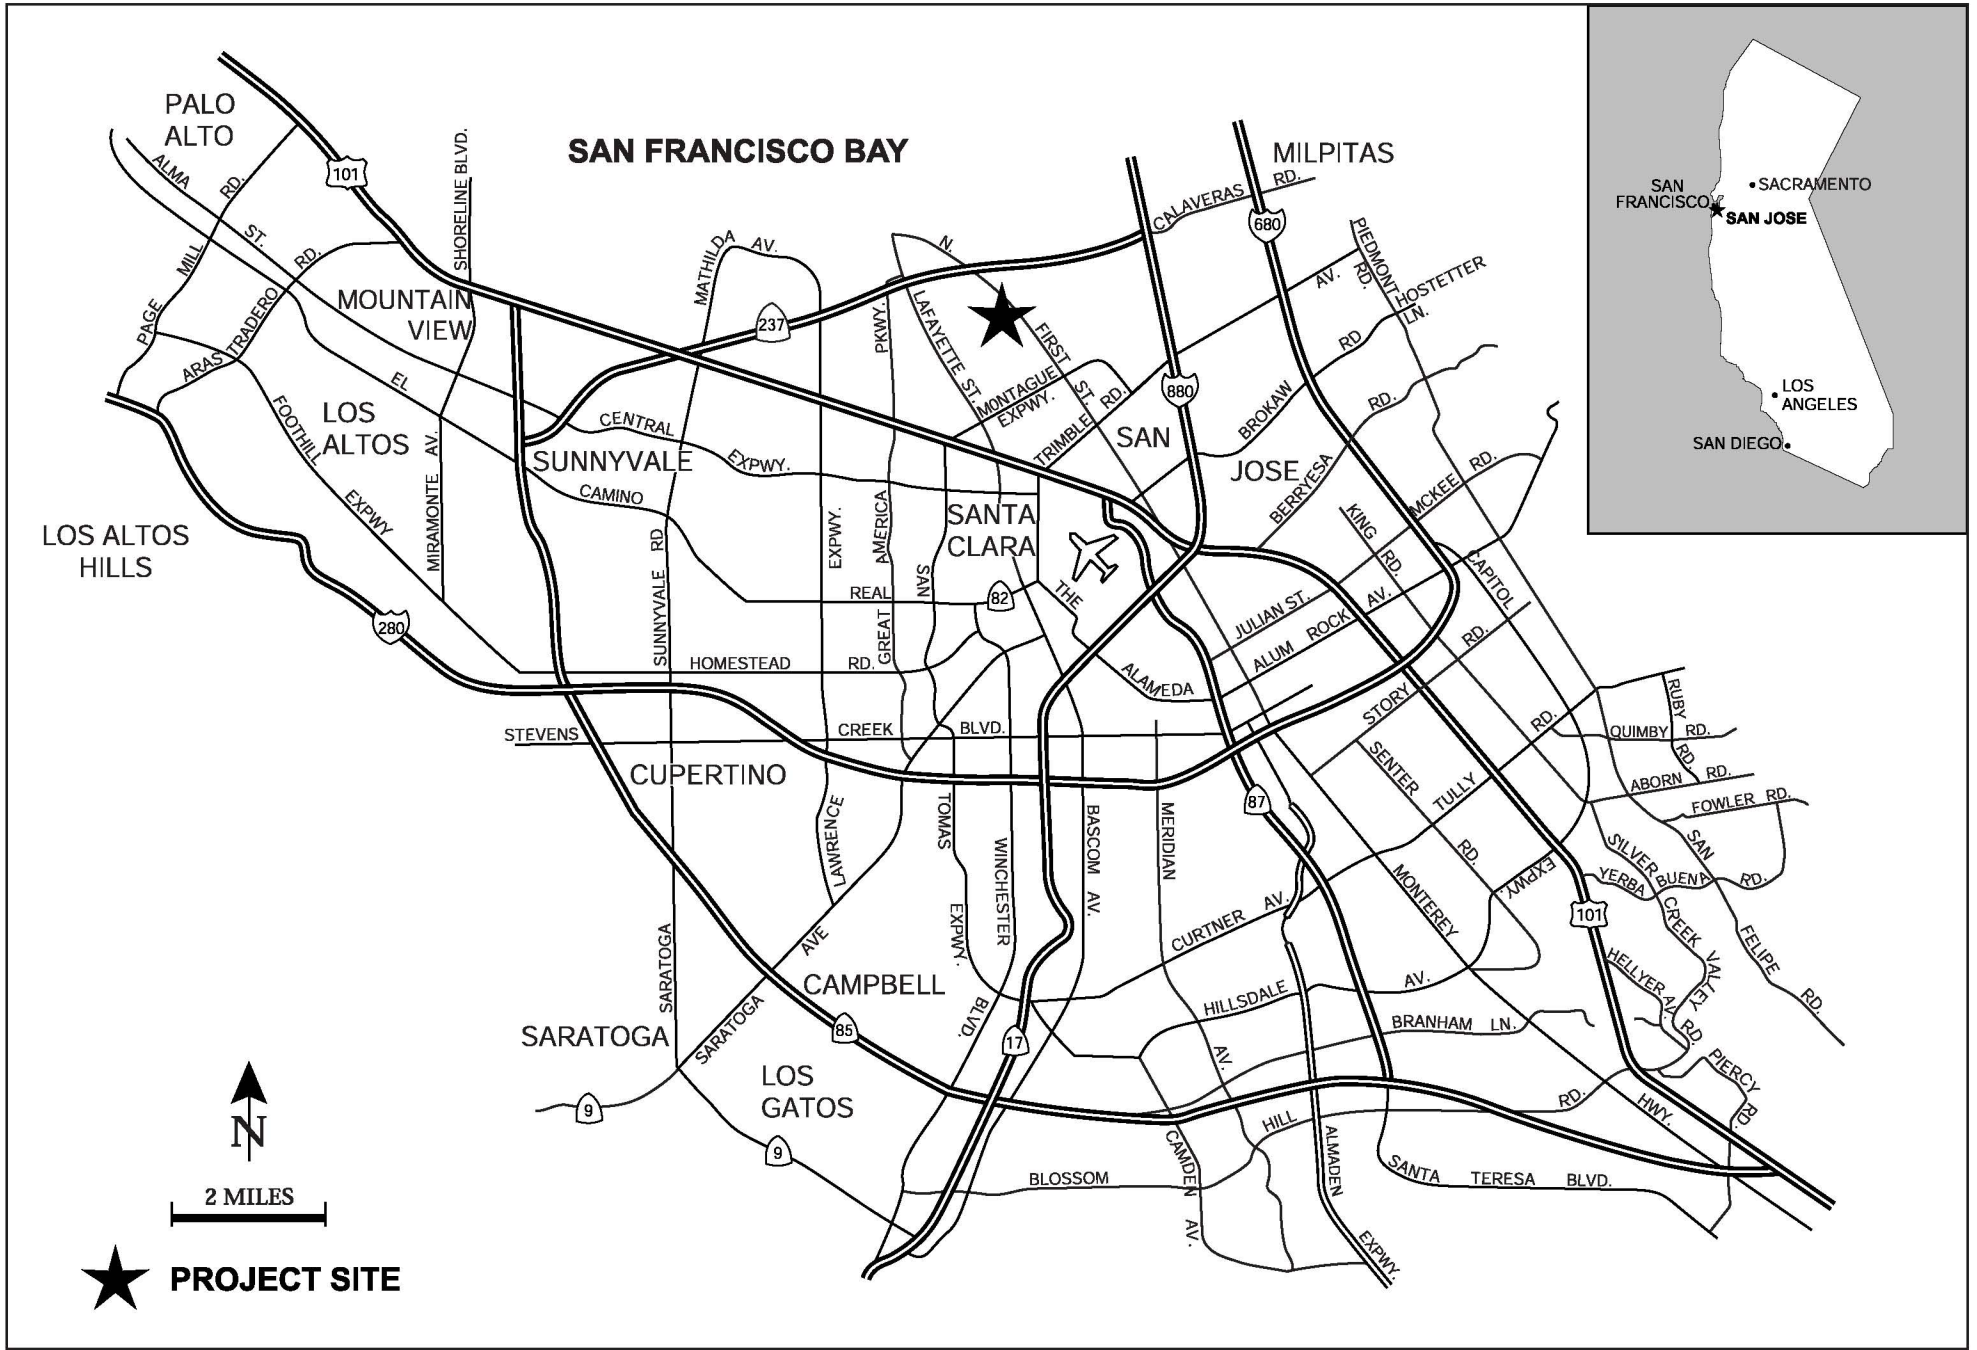 PALO
ALTO
101
SHORELINE BLVD.
SAN FRANCISCO BAY
MILPITAS
CALAVERAS RD.
680
ALMA ST.
PAGE MILL RD.
ARASTRADERO RD.
MOUNTAIN
VIEW
MATHILDA AV.
237
N. FIRST ST.
LAFAYETTE ST.
MONTAGUE
EXPWY.
TRIMBLE RD.
880
AV.
PIEDMONT
RD.
HOSTETTER
LN.
BROKAW RD
BERRYESA RD.
SAN
JOSE
MCKEE RD.
KING RD.
CAPITOL
EXPWY.
LOS
ALTOS
FOOTHILL EXPWY
EL CAMINO REAL
CENTRAL EXPWY.
SUNNYVALE
MIRAMONTE AV.
LOS ALTOS
HILLS
280
SUNNYVALE RD
SARATOGA
LAWRENCE EXPWY.
GREAT AMERICA PKWY.
SAN TOMAS EXPWY.
SANTA
CLARA
82
THE ALAMEDA
JULIAN ST.
ALUM ROCK AV.
HOMESTEAD RD.
STEVENS CREEK BLVD.
CUPERTINO
STORY RD.
SENTER RD.
TULLY RD.
QUIMBY RD.
RUBY RD.
ABORN RD.
FOWLER RD.
SAN FELIPE RD.
SILVER CREEK VALLEY RD.
YERBA BUENA RD.
87
WINCHESTER BLVD.
BASCOM AV.
MERIDIAN AV.
MONTEREY HWY.
101
CURTNER AV.
HELLYER AV.
SARATOGA AVE
CAMPBELL
HILLSDALE AV.
BRANHAM LN.
SARATOGA
85
17
PIERCY RD.
LOS
GATOS
9
9
BLOSSOM HILL RD.
CAMDEN AV.
ALMADEN EXPWY.
SANTA TERESA BLVD.
N
2 MILES
PROJECT SITE
SAN
FRANCISCO
SACRAMENTO
SAN JOSE
LOS
ANGELES
SAN DIEGO